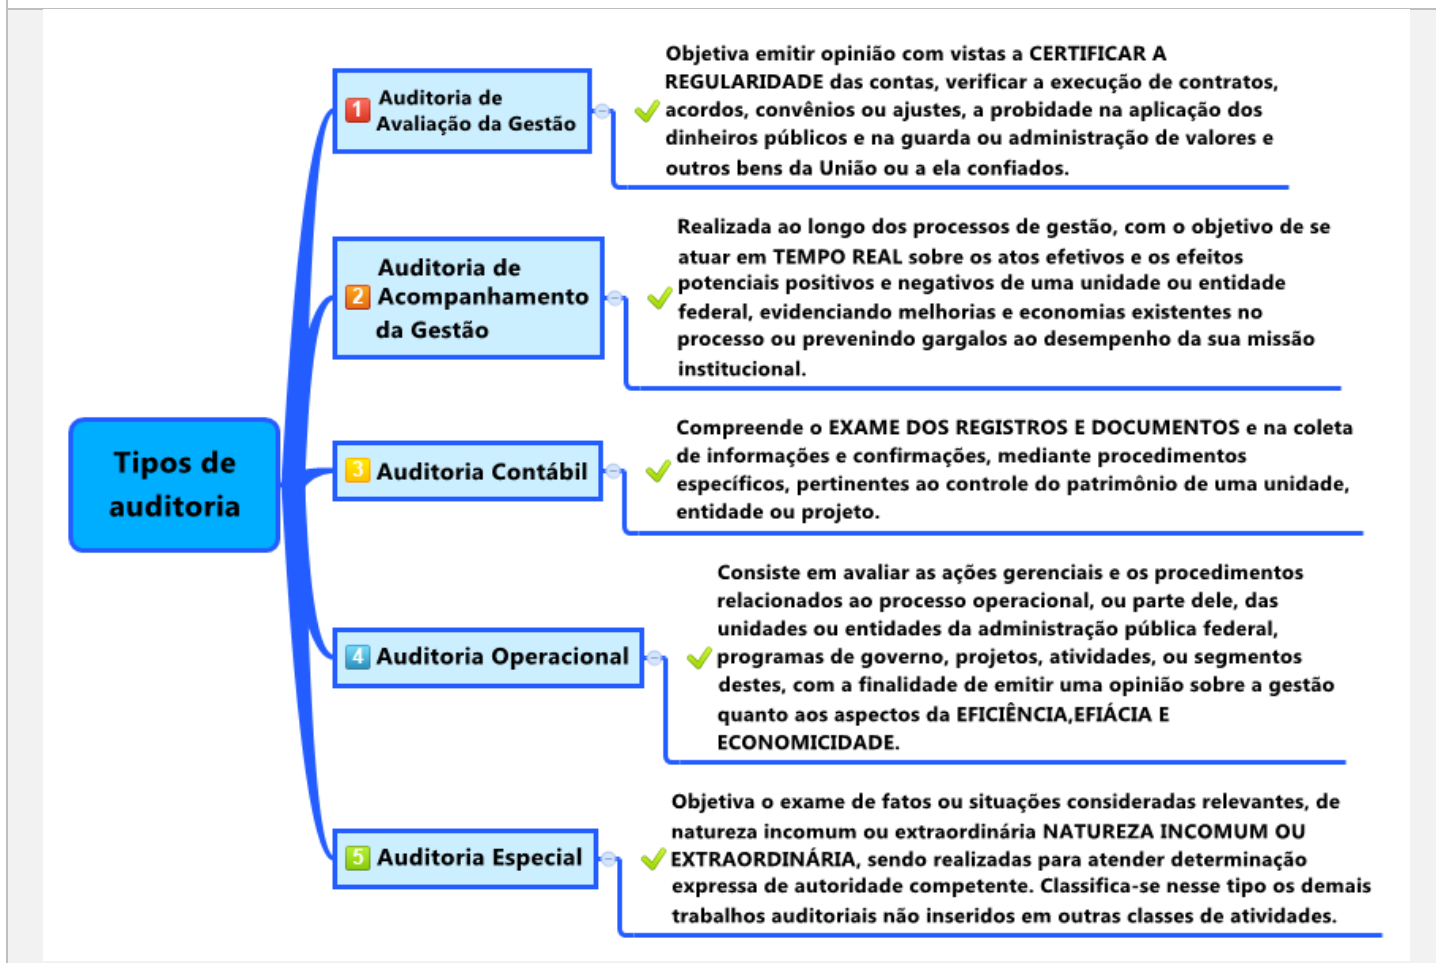 Tipos de
auditoria
1
Auditoria de
Avaliação da Gestão
Objetiva emitir opinião com vistas a CERTIFICAR A
REGULARIDADE das contas, verificar a execução de contratos,
acordos, convênios ou ajustes, a probidade na aplicação dos
dinheiros públicos e na guarda ou administração de valores e
outros bens da União ou a ela confiados.
2
Auditoria de
Acompanhamento
da Gestão
Realizada ao longo dos processos de gestão, com o objetivo de se
atuar em TEMPO REAL sobre os atos efetivos e os efeitos
potenciais positivos e negativos de uma unidade ou entidade
federal, evidenciando melhorias e economias existentes no
processo ou prevenindo gargalos ao desempenho da sua missão
institucional.
3 Auditoria Contábil
Compreende o EXAME DOS REGISTROS E DOCUMENTOS e na coleta
de informações e confirmações, mediante procedimentos
específicos, pertinentes ao controle do patrimônio de uma unidade,
entidade ou projeto.
4 Auditoria Operacional
Consiste em avaliar as ações gerenciais e os procedimentos
relacionados ao processo operacional, ou parte dele, das
unidades ou entidades da administração pública federal,
programas de governo, projetos, atividades, ou segmentos
destes, com a finalidade de emitir uma opinião sobre a gestão
quanto aos aspectos da EFICIÊNCIA,EFIÁCIA E
ECONOMICIDADE.
5 Auditoria Especial
Objetiva o exame de fatos ou situações consideradas relevantes, de
natureza incomum ou extraordinária NATUREZA INCOMUM OU
EXTRAORDINÁRIA, sendo realizadas para atender determinação
expressa de autoridade competente. Classifica-se nesse tipo os demais
trabalhos auditoriais não inseridos em outras classes de atividades.